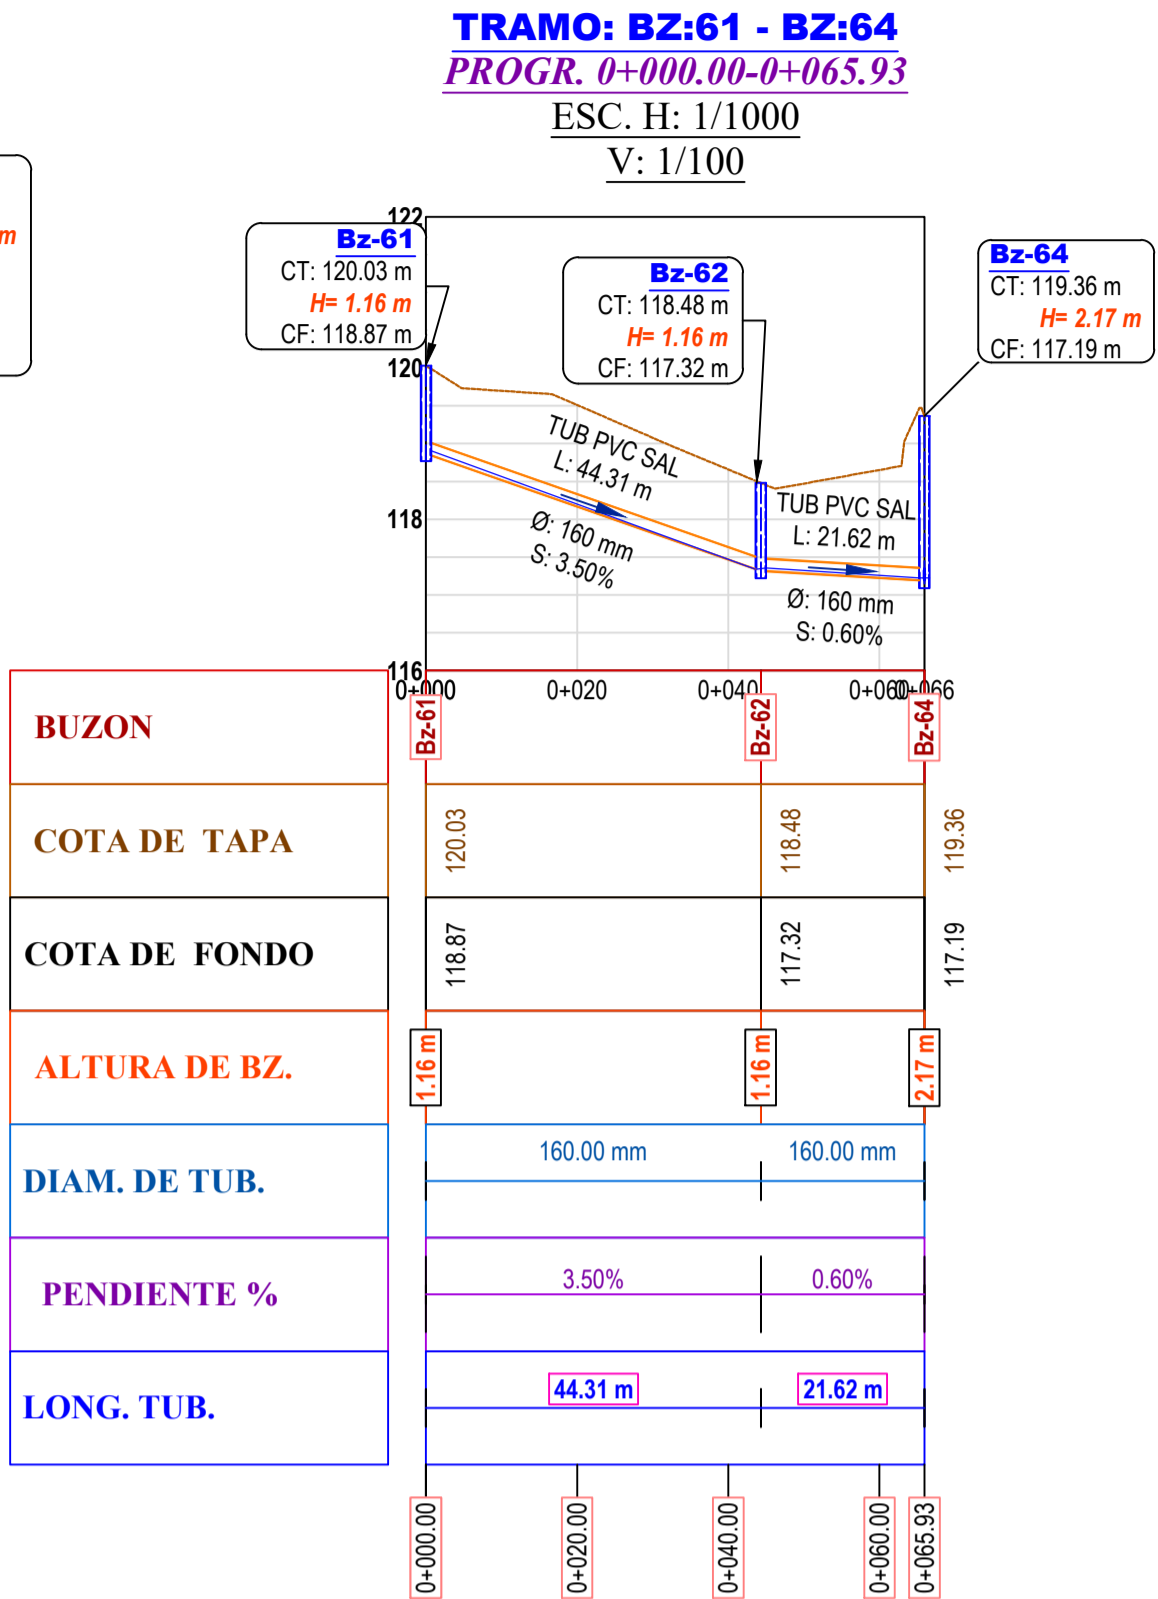 TRAMO: BZ:61 - BZ:64
PROGR. 0+000.00-0+065.93
ESC. H: 1/1000
V: 1/100
m
122
Bz-61
CT: 120.03 m
H= 1.16 m
CF: 118.87 m
Bz-62
CT: 118.48 m
H= 1.16 m
CF: 117.32 m
Bz-64
CT: 119.36 m
H= 2.17 m
CF: 117.19 m
120
TUB PVC SAL
L: 44.31 m
Ø: 160 mm
S: 3.50%
TUB PVC SAL
L: 21.62 m
Ø: 160 mm
S: 0.60%
118
116
0+000 0+020 0+040 0+060 0+066
BUZON
Bz-61 Bz-62 Bz-64
COTA DE TAPA
120.03 118.48 119.36
COTA DE FONDO
118.87 117.32 117.19
ALTURA DE BZ.
1.16 m 1.16 m 2.17 m
DIAM. DE TUB.
160.00 mm 160.00 mm
PENDIENTE %
3.50% 0.60%
LONG. TUB.
44.31 m 21.62 m
0+000.00 0+020.00 0+040.00 0+060.00 0+065.93